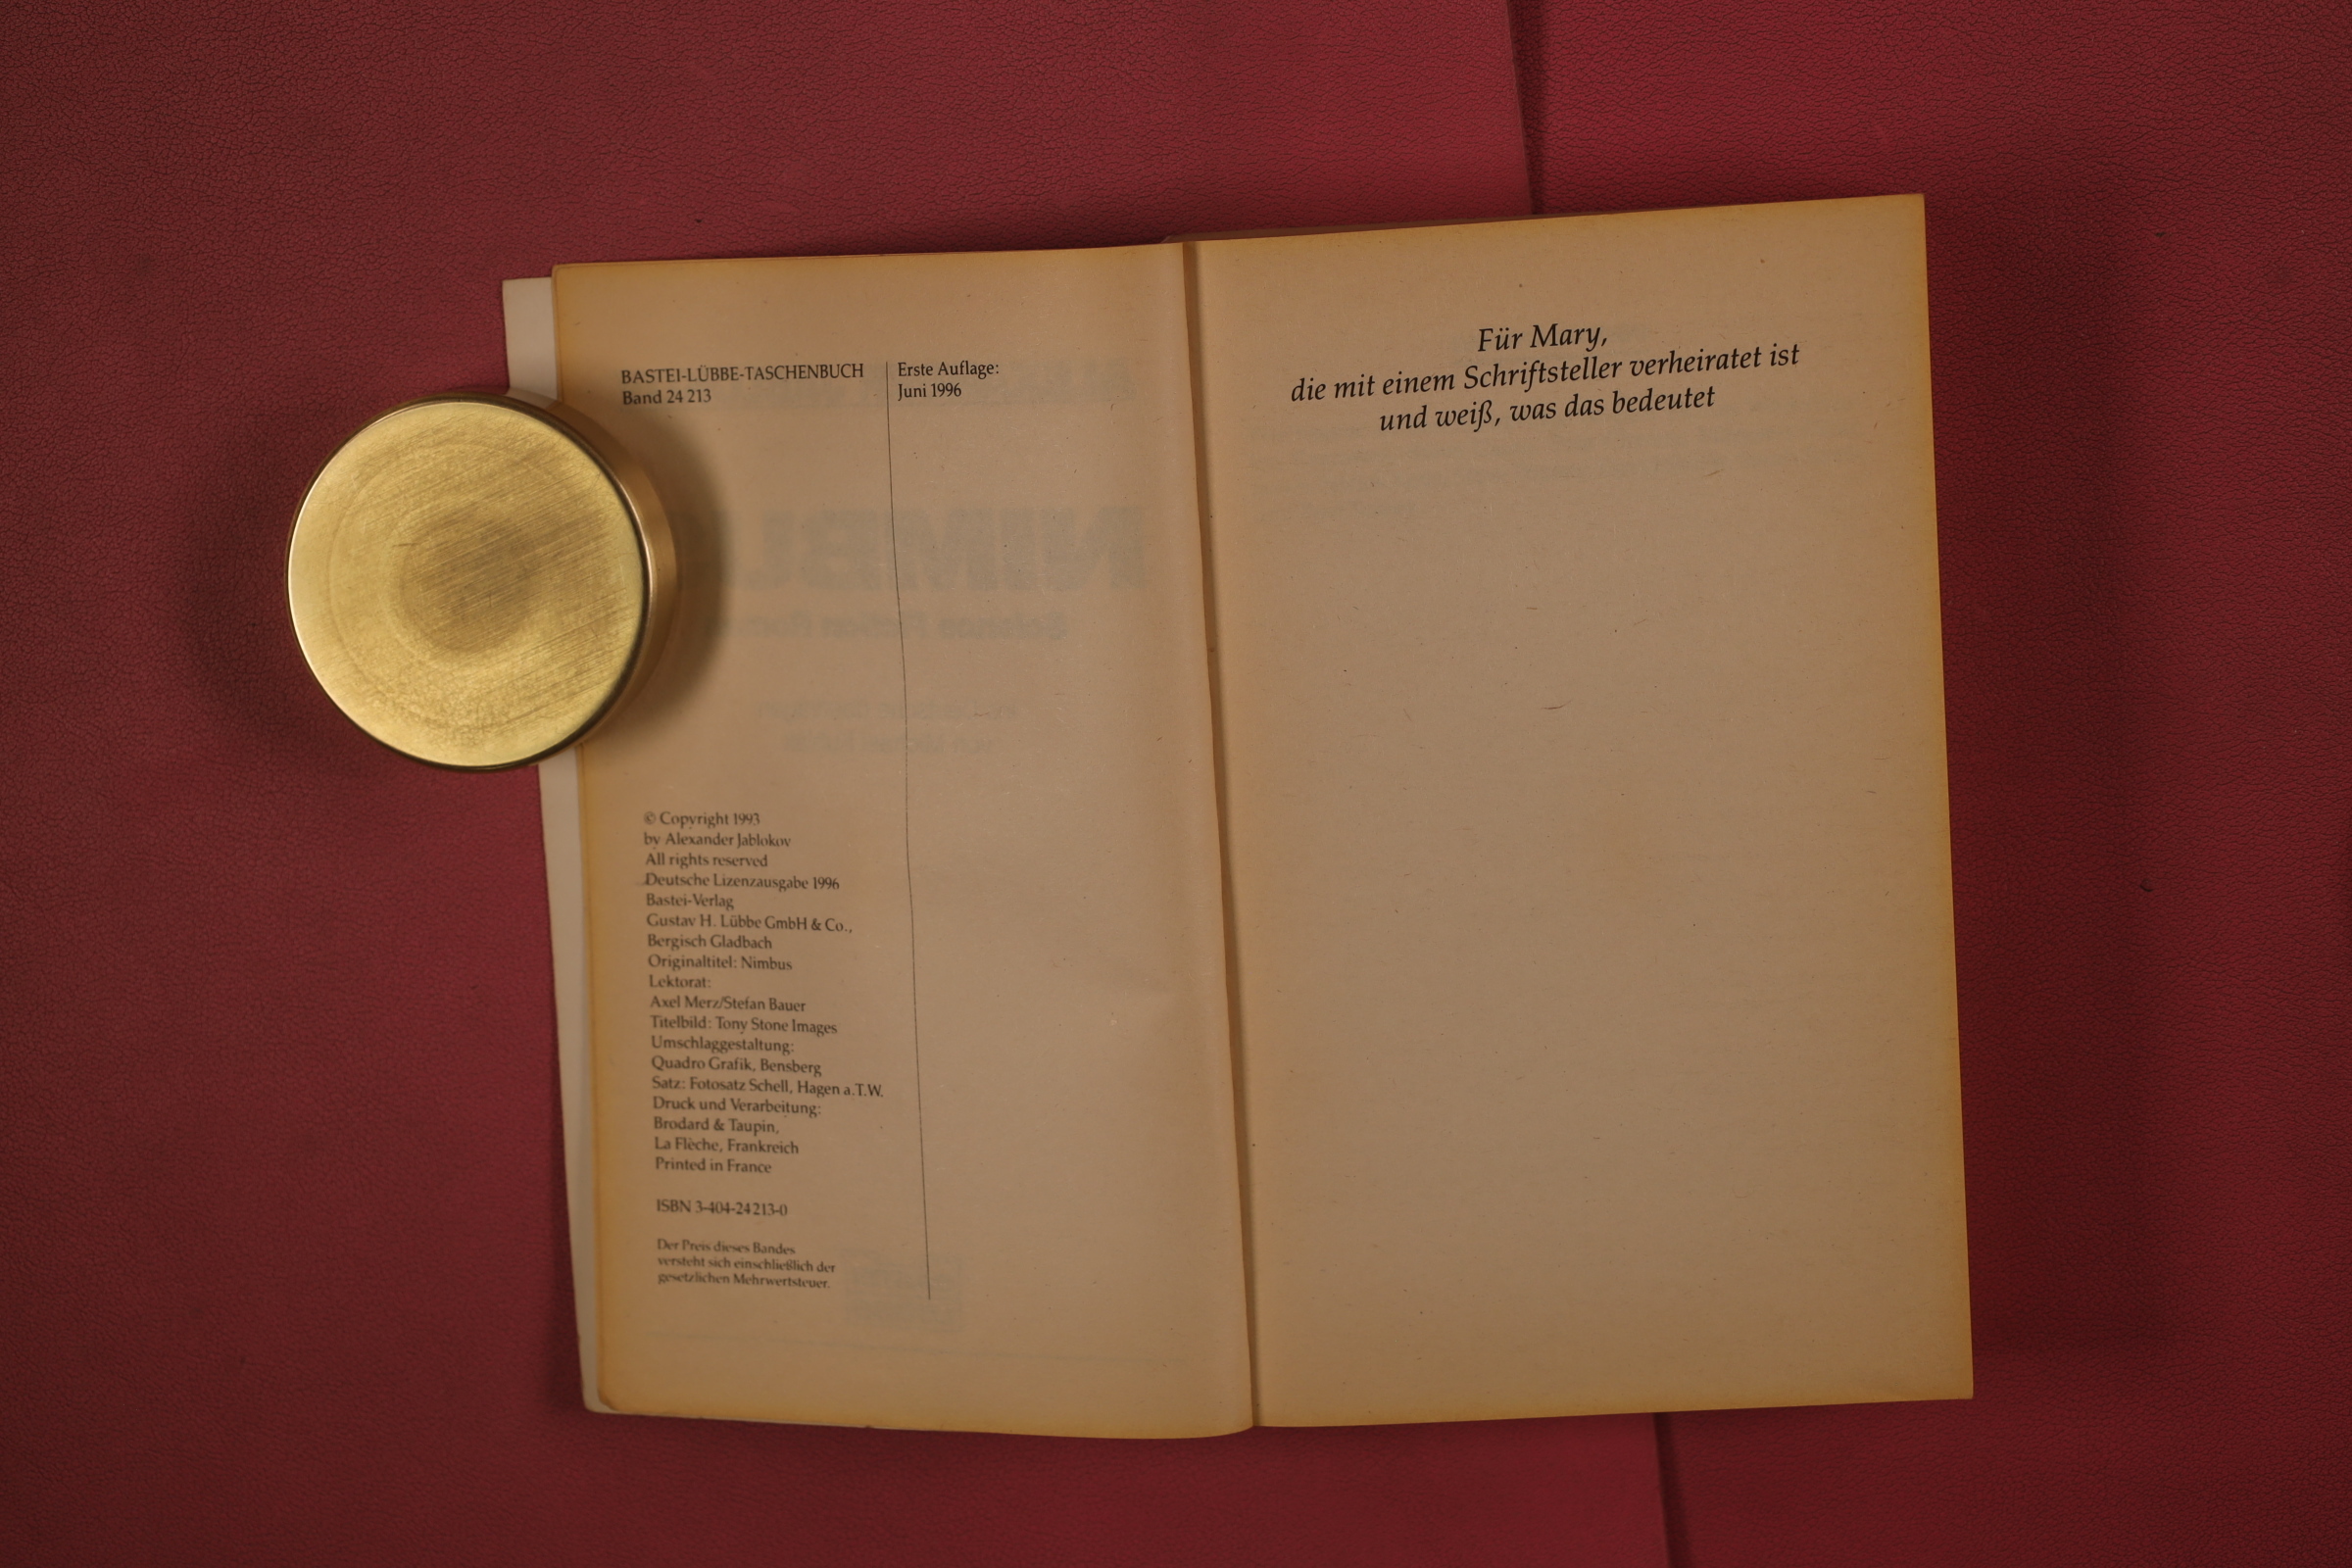 BASTEI-LÜBBE-TASCHENBUCH
Band 24 213
Erste Auflage:
Juni 1996
© Copyright 1993
by Alexander Jablokov
All rights reserved
Deutsche Lizenzausgabe 1996
Bastei-Verlag
Gustav H. Lübbe GmbH & Co.,
Bergisch Gladbach
Originaltitel: Nimbus
Lektorat:
Axel Merz/Stefan Bauer
Titelbild: Tony Stone Images
Umschlaggestaltung:
Quadro Grafik, Bensberg
Satz: Fotosatz Schell, Hagen a.T.W.
Druck und Verarbeitung:
Brodard & Taupin,
La Flèche, Frankreich
Printed in France
ISBN 3-404-24213-0
Der Preis dieses Bandes
versteht sich einschließlich der
gesetzlichen Mehrwertsteuer.
Für Mary,
die mit einem Schriftsteller verheiratet ist
und weiß, was das bedeutet